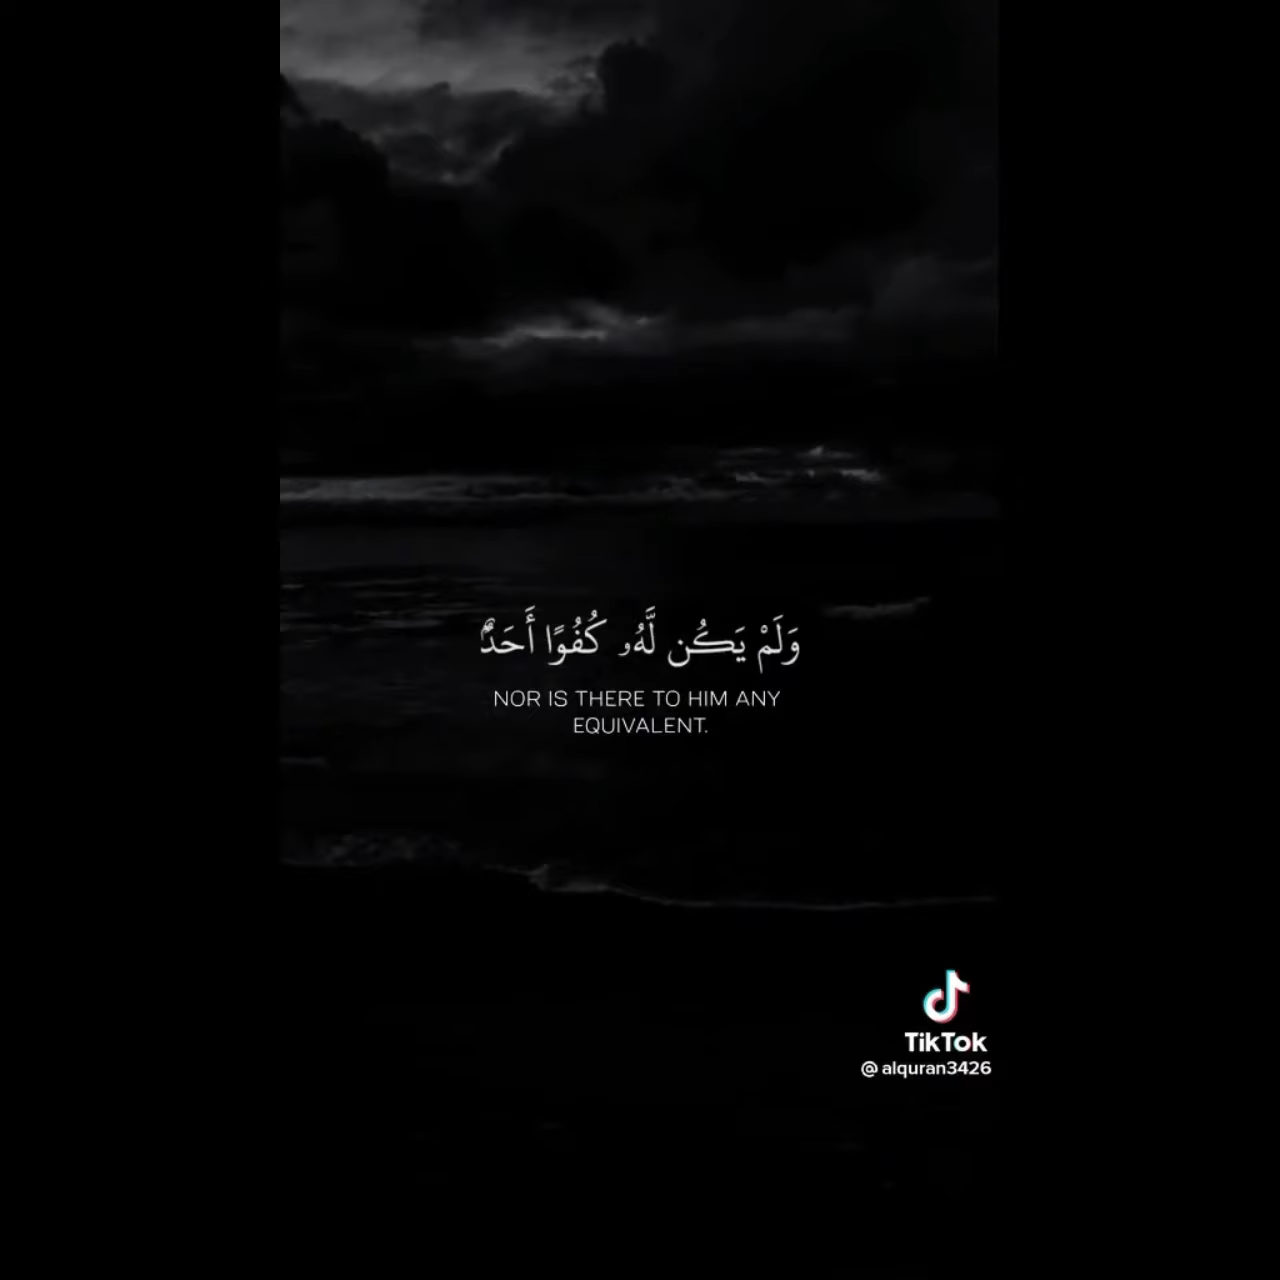 وَلَمْ يَكُن لَّهُۥ كُفُوًا أَحَدٌۢ
NOR IS THERE TO HIM ANY
EQUIVALENT.
TikTok
@alquran3426